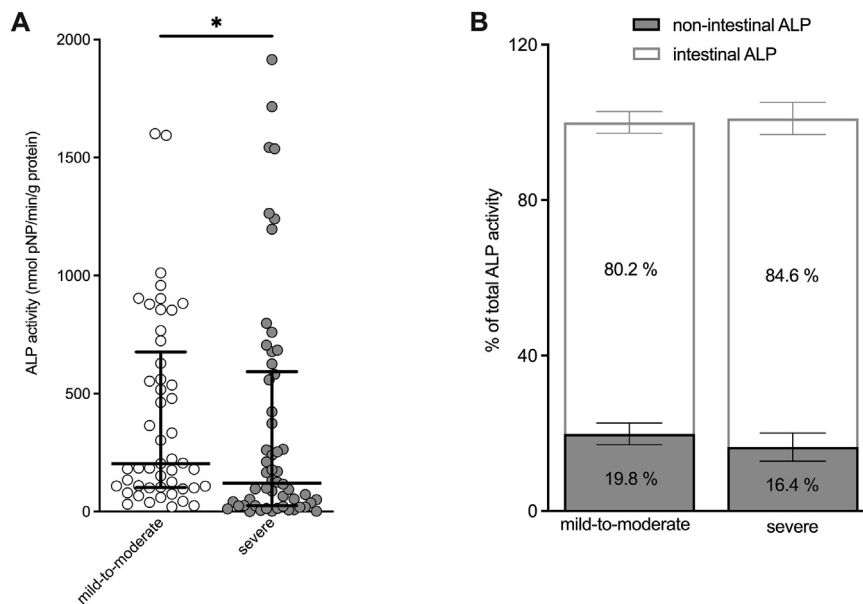 A
*
2000
1500
1000
500
0
ALP activity (nmol pNP/min/g protein)
mild-to-moderate
severe
B
non-intestinal ALP
intestinal ALP
120
80
40
0
% of total ALP activity
80.2 %
84.6 %
19.8 %
16.4 %
mild-to-moderate
severe